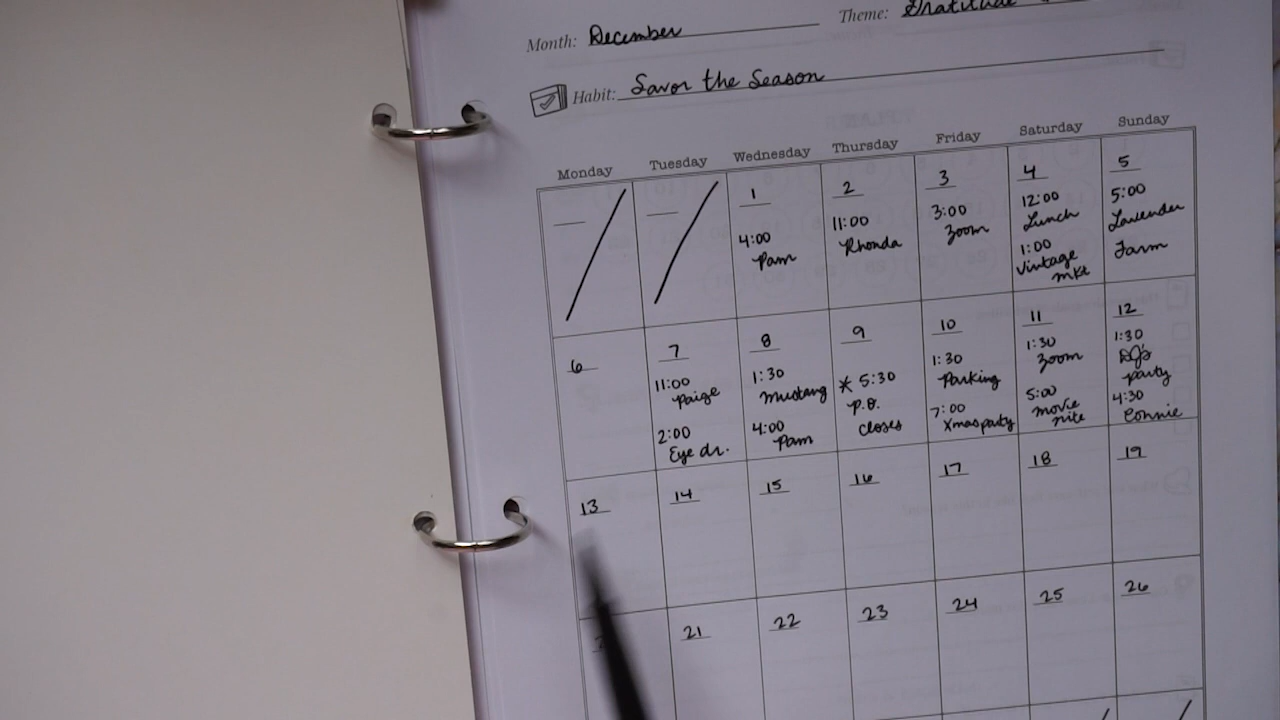 Month: December Theme: Gratitude
Habit: Savor the Season
Monday Tuesday Wednesday Thursday Friday Saturday Sunday
1
4:00
Pam
2
11:00
Rhonda
3
3:00
Zoom
4
12:00
Lunch
1:00
Vintage
mkt
5
5:00
Lavender
Farm
6
7
11:00
Paige
2:00
Eye dr.
8
1:30
Mustang
4:00
Pam
9
* 5:30
P.O.
closes
10
1:30
Parking
7:00
Xmas party
11
1:30
Zoom
5:00
movie
nite
12
1:30
DJ's
party
4:30
Connie
13
14
15
16
17
18
19
21
22
23
24
25
26